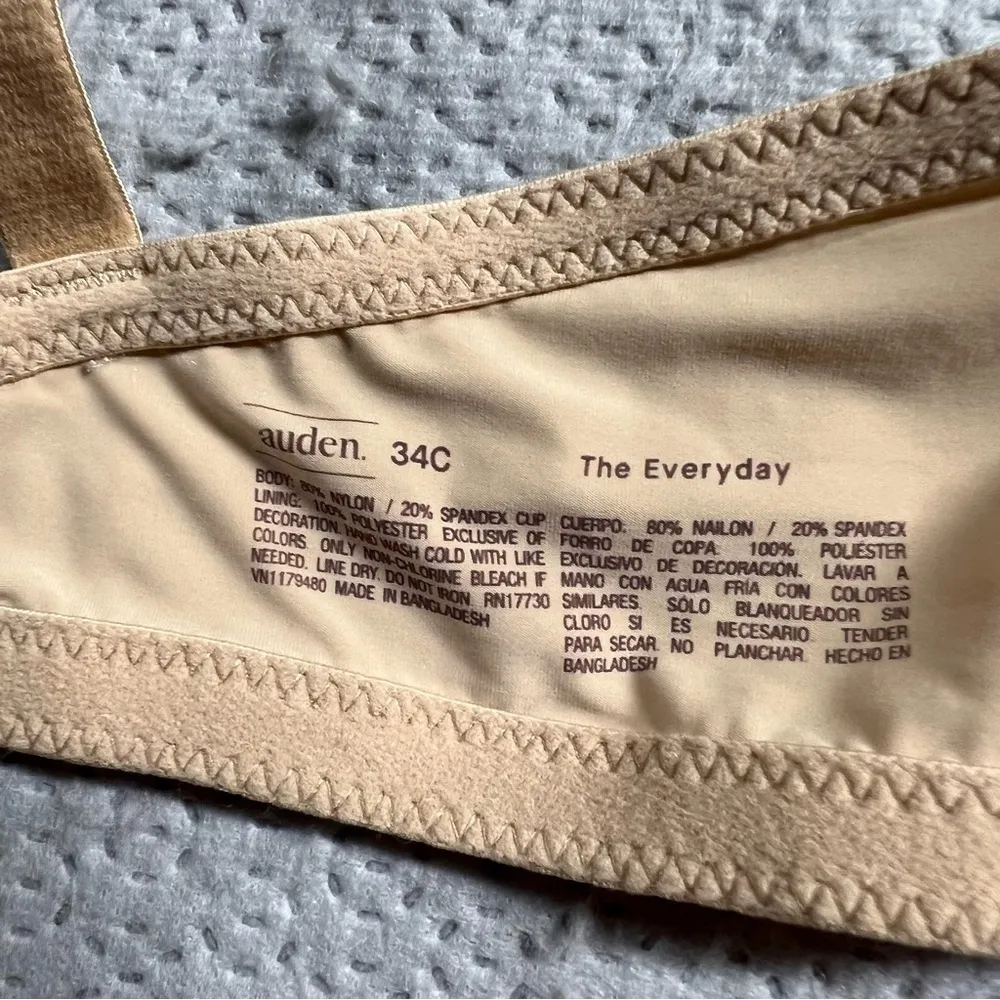 auden. 34C
The Everyday
BODY: 80% NYLON / 20% SPANDEX CUP
LINING: 100% POLYESTER EXCLUSIVE OF
DECORATION. HAND WASH COLD WITH LIKE
COLORS. ONLY NON-CHLORINE BLEACH IF
NEEDED. LINE DRY. DO NOT IRON. RN17730
VN1179480 MADE IN BANGLADESH
CUERPO: 80% NAILON / 20% SPANDEX
FORRO DE COPA: 100% POLIÉSTER
EXCLUSIVO DE DECORACIÓN. LAVAR A
MANO CON AGUA FRÍA CON COLORES
SIMILARES. SÓLO BLANQUEADOR SIN
CLORO SI ES NECESARIO. TENDER
PARA SECAR. NO PLANCHAR. HECHO EN
BANGLADESH